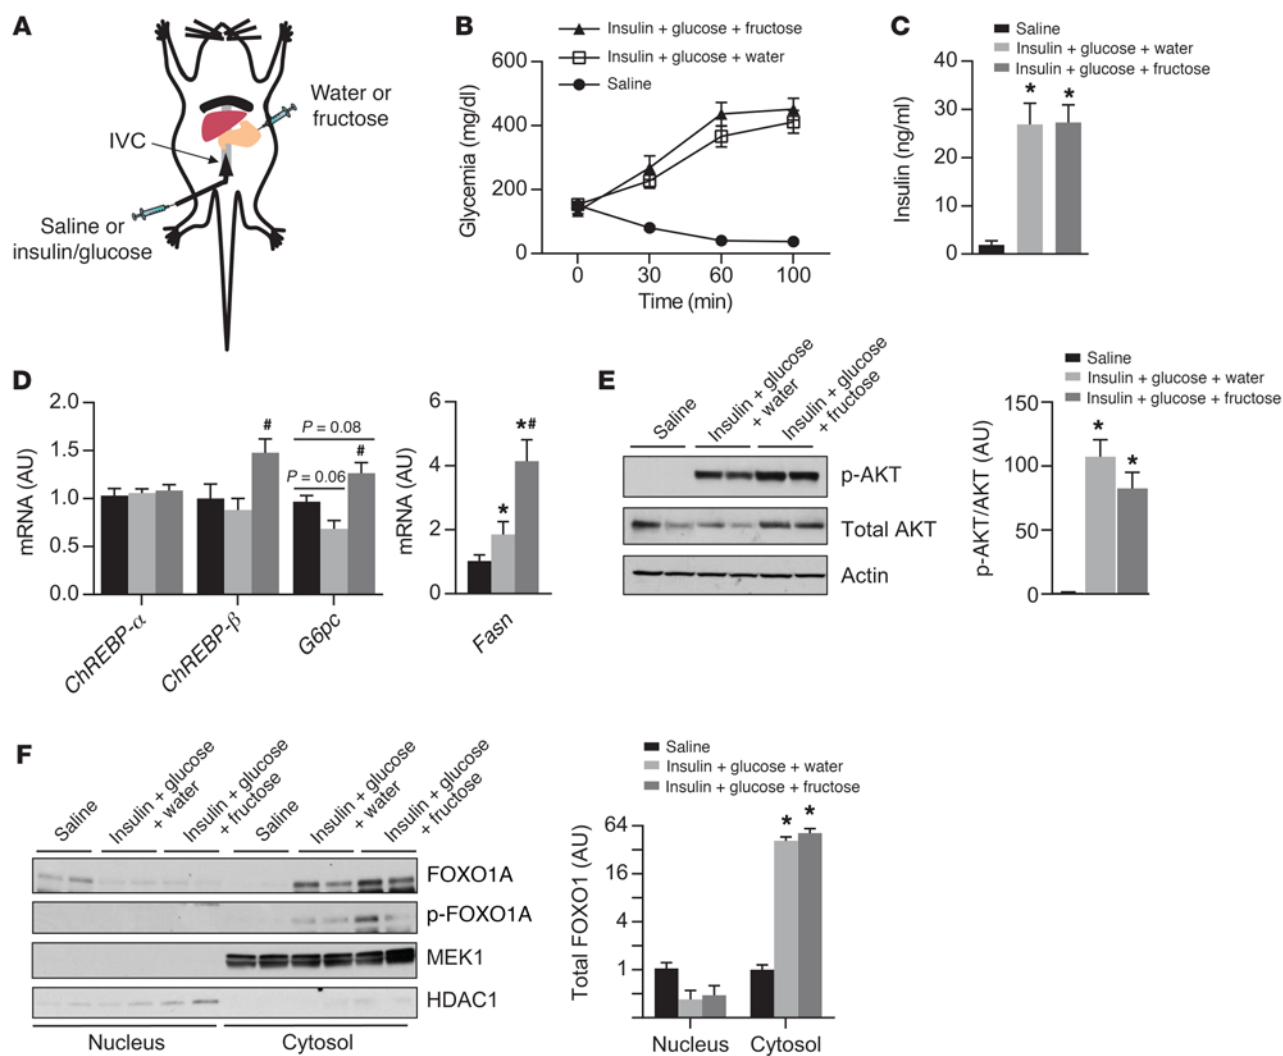 A
Water or
fructose
IVC
Saline or
insulin/glucose
B
Insulin + glucose + fructose
Insulin + glucose + water
Saline
Glycemia (mg/dl)
600
400
200
0
0 30 60 100
Time (min)
C
Saline
Insulin + glucose + water
Insulin + glucose + fructose
Insulin (ng/ml)
40
30
20
10
0
* *
D
mRNA (AU)
2.0
1.5
1.0
0.5
0.0
#
P = 0.08
#
P = 0.06
ChREBP-α
ChREBP-β
G6pc
mRNA (AU)
6
4
2
0
*
*#
Fasn
E
Saline
Insulin + glucose
+ water
Insulin + glucose
+ fructose
p-AKT
Total AKT
Actin
Saline
Insulin + glucose + water
Insulin + glucose + fructose
p-AKT/AKT (AU)
150
100
50
0
*
*
F
Saline
Insulin + glucose
+ water
Insulin + glucose
+ fructose
Saline
Insulin + glucose
+ water
Insulin + glucose
+ fructose
FOXO1A
p-FOXO1A
MEK1
HDAC1
Nucleus
Cytosol
Saline
Insulin + glucose + water
Insulin + glucose + fructose
Total FOXO1 (AU)
64
16
4
1
* *
Nucleus Cytosol